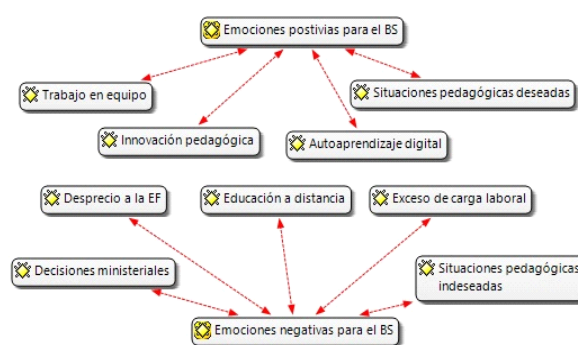 Emociones postivias para el BS
Trabajo en equipo
Situaciones pedagógicas deseadas
Innovación pedagógica
Autoaprendizaje digital
Desprecio a la EF
Educación a distancia
Exceso de carga laboral
Decisiones ministeriales
Situaciones pedagógicas
indeseadas
Emociones negativas para el BS